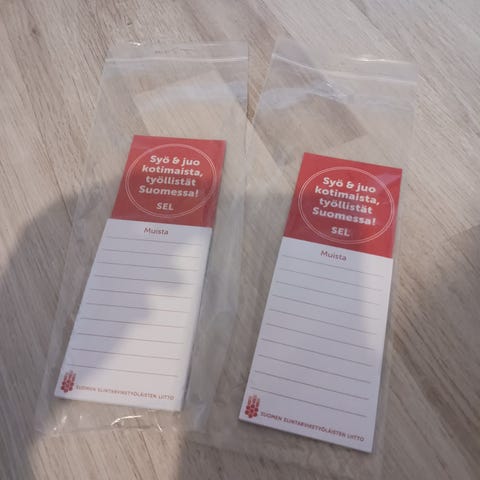 Syö & juo
kotimaista,
työllistät
Suomessa!
SEL
Muista
SUOMEN ELINTARVIKETYÖLÄISTEN LIITTO
Syö & juo
kotimaista,
työllistät
Suomessa!
SEL
Muista
SUOMEN ELINTARVIKETYÖLÄISTEN LIITTO